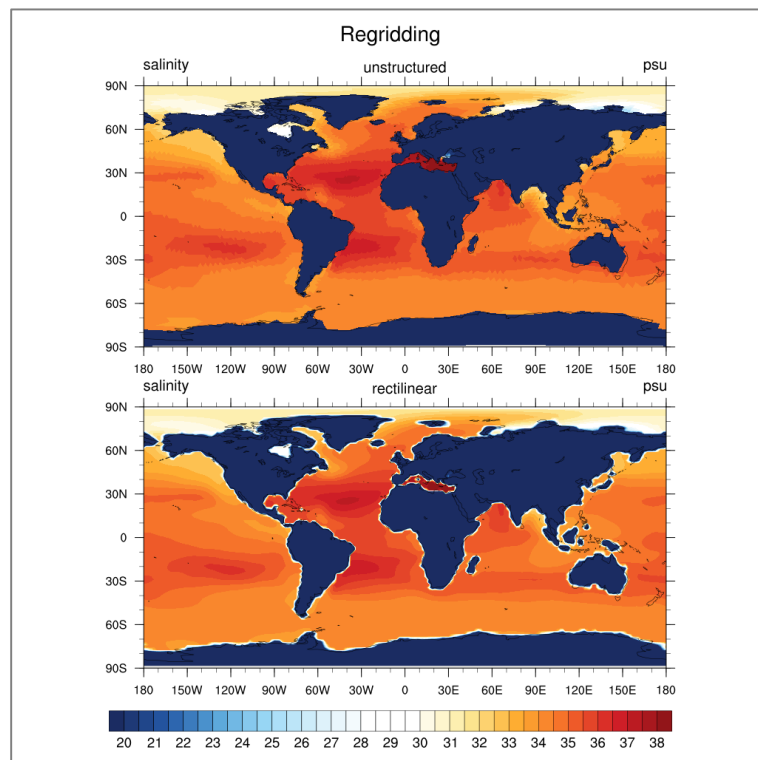 Regridding
salinity unstructured psu
90N
60N
30N
0
30S
60S
90S
180 150W 120W 90W 60W 30W 0 30E 60E 90E 120E 150E 180
salinity rectilinear psu
90N
60N
30N
0
30S
60S
90S
180 150W 120W 90W 60W 30W 0 30E 60E 90E 120E 150E 180
20 21 22 23 24 25 26 27 28 29 30 31 32 33 34 35 36 37 38